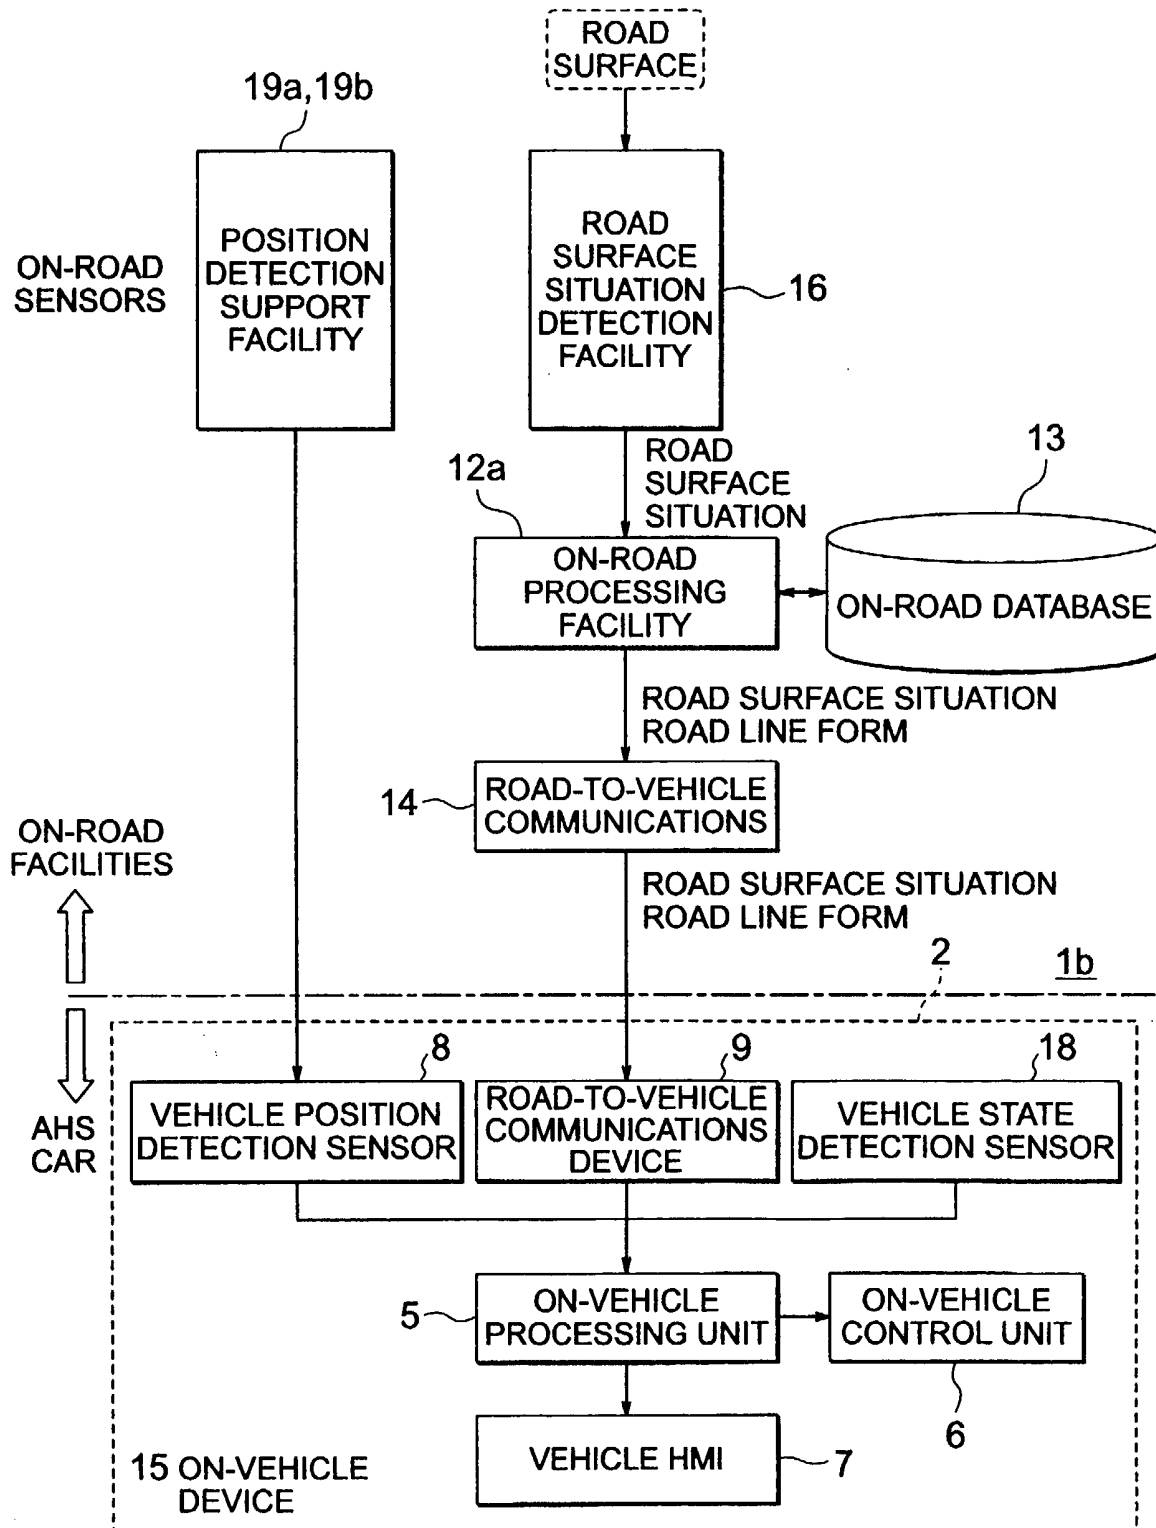 ROAD
SURFACE
19a,19b
ON-ROAD
SENSORS
POSITION
DETECTION
SUPPORT
FACILITY
ROAD
SURFACE
SITUATION
DETECTION
FACILITY
16
ROAD
SURFACE
SITUATION
12a
13
ON-ROAD
PROCESSING
FACILITY
ON-ROAD DATABASE
ROAD SURFACE SITUATION
ROAD LINE FORM
14
ROAD-TO-VEHICLE
COMMUNICATIONS
ON-ROAD
FACILITIES
ROAD SURFACE SITUATION
ROAD LINE FORM
2
1b
8
9
18
AHS
CAR
VEHICLE POSITION
DETECTION SENSOR
ROAD-TO-VEHICLE
COMMUNICATIONS
DEVICE
VEHICLE STATE
DETECTION SENSOR
5
ON-VEHICLE
PROCESSING UNIT
ON-VEHICLE
CONTROL UNIT
6
VEHICLE HMI
7
15 ON-VEHICLE
DEVICE